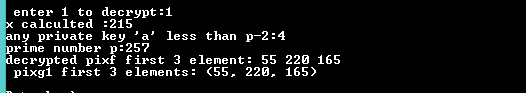 enter 1 to decrypt:1
x calculted :215
any private key 'a' less than p-2:4
prime number p:257
decrypted pixf first 3 element: 55 220 165
pixg1 first 3 elements: (55, 220, 165)